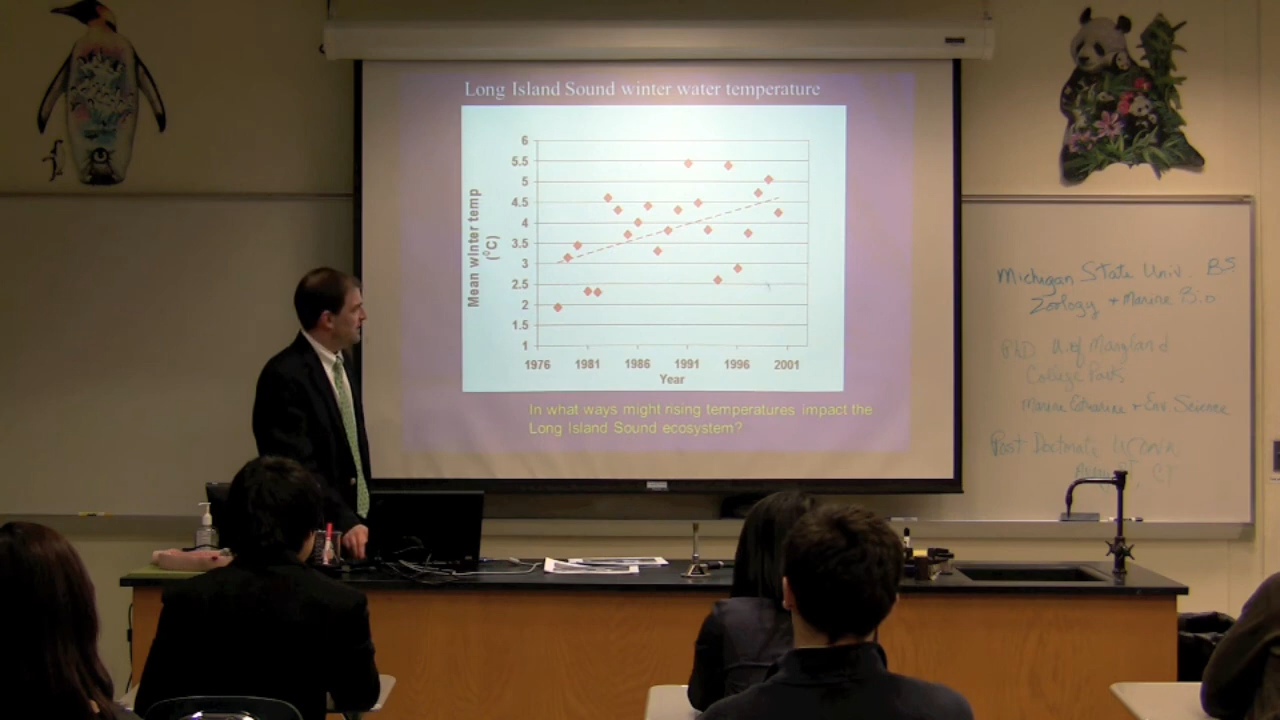 Long Island Sound winter water temperature
6
5.5
5
4.5
4
3.5
3
2.5
2
1.5
1
Mean winter temp
(⁰C)
1976 1981 1986 1991 1996 2001
Year
In what ways might rising temperatures impact the
Long Island Sound ecosystem?
Michigan State Univ. BS
Zoology + Marine Bio
PhD U. of Maryland
College Park
Marine Estuarine + Env Science
Post Doctorate UConn
CT